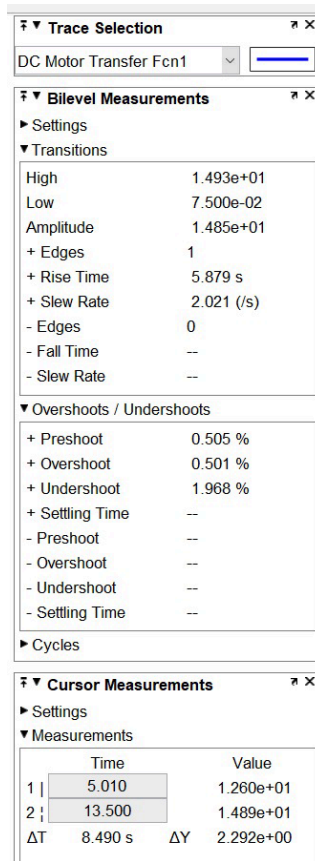 Trace Selection
DC Motor Transfer Fcn1
Bilevel Measurements
Settings
Transitions
High 1.493e+01
Low 7.500e-02
Amplitude 1.485e+01
+ Edges 1
+ Rise Time 5.879 s
+ Slew Rate 2.021 (/s)
- Edges 0
- Fall Time --
- Slew Rate --
Overshoots / Undershoots
+ Preshoot 0.505 %
+ Overshoot 0.501 %
+ Undershoot 1.968 %
+ Settling Time --
- Preshoot --
- Overshoot --
- Undershoot --
- Settling Time --
Cycles
Cursor Measurements
Settings
Measurements
Time Value
1 | 5.010 1.260e+01
2 ¦ 13.500 1.489e+01
ΔT 8.490 s ΔY 2.292e+00